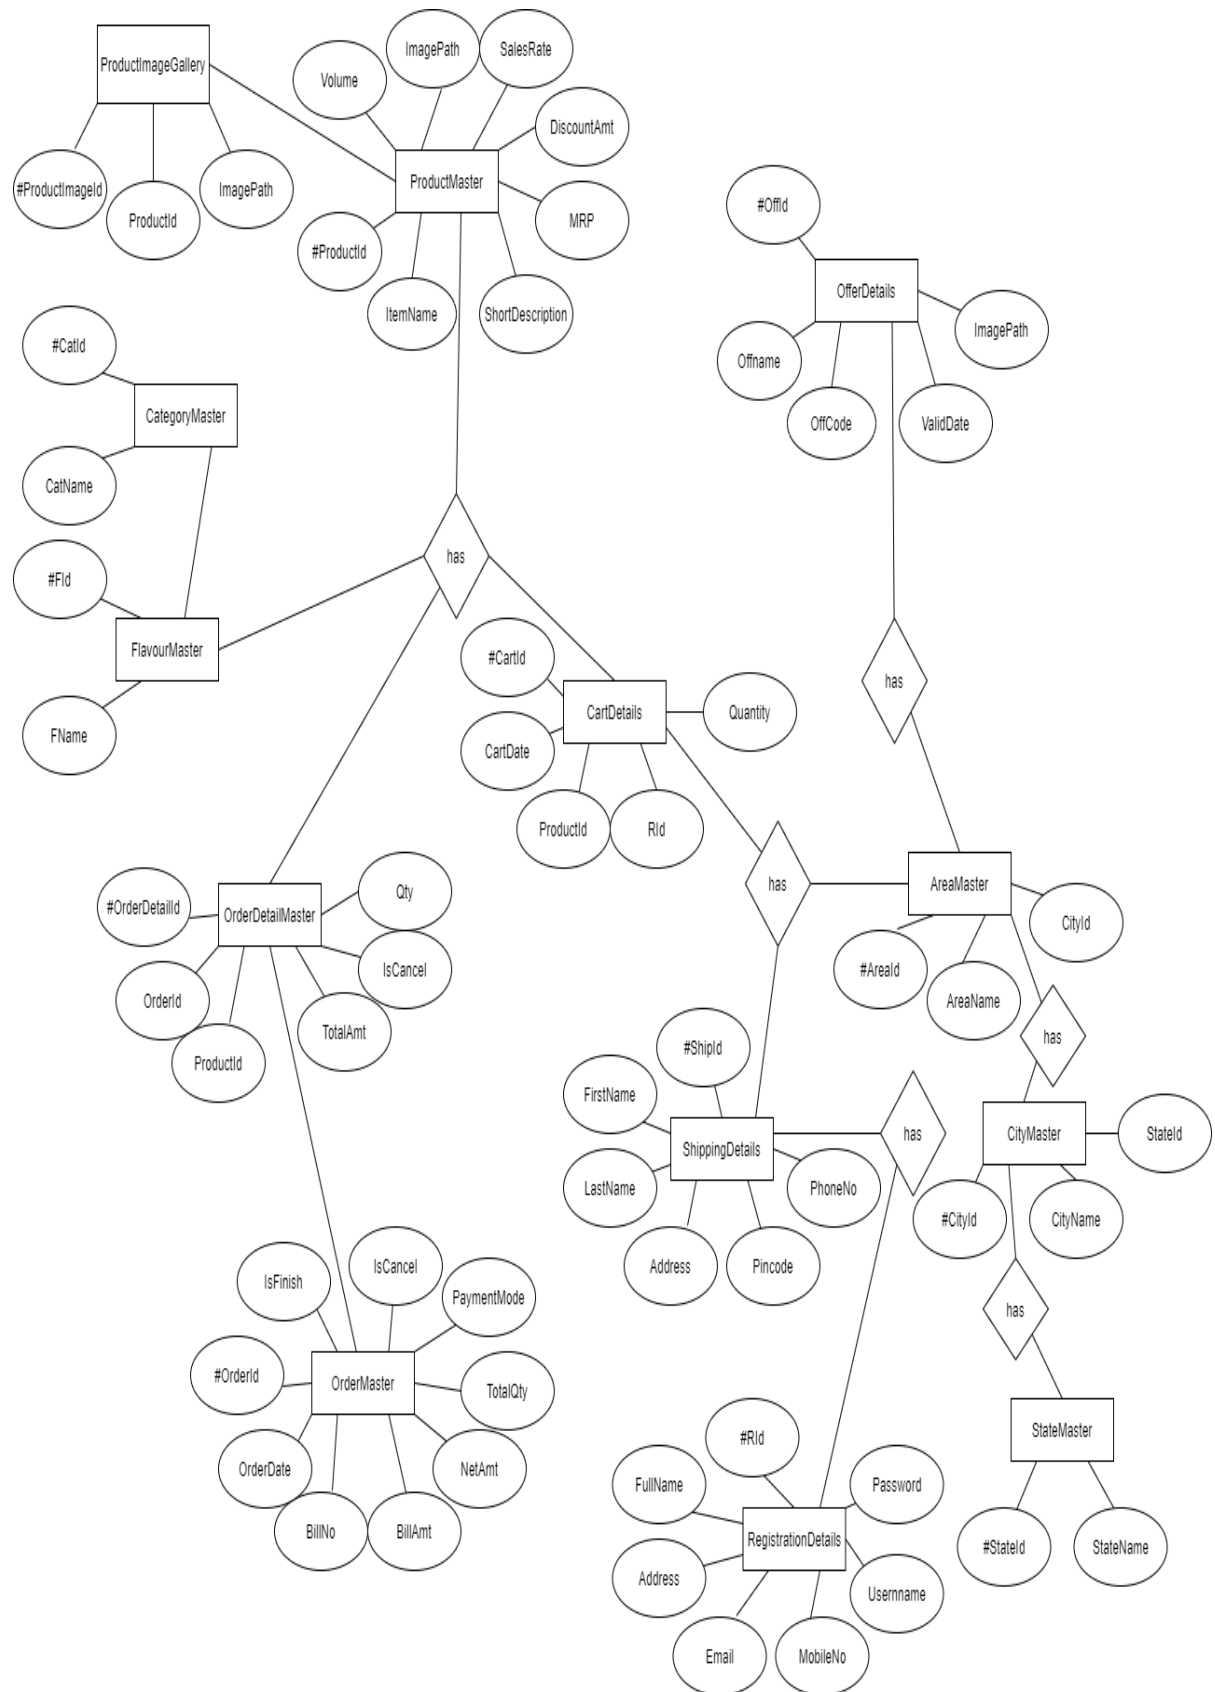 ImagePath
SalesRate
ProductImageGallery
Volume
DiscountAmt
ProductMaster
#ProductImageId
ImagePath
ProductId
MRP
#OffId
#ProductId
OfferDetails
ItemName
ShortDescription
ImagePath
#CatId
Offname
CategoryMaster
OffCode
ValidDate
CatName
has
#FId
FlavourMaster
#CartId
has
CartDetails
Quantity
FName
CartDate
ProductId
RId
has
AreaMaster
Qty
#OrderDetailId
OrderDetailMaster
CityId
IsCancel
#AreaId
OrderId
AreaName
TotalAmt
has
#ShipId
ProductId
FirstName
has
CityMaster
StateId
ShippingDetails
LastName
PhoneNo
#CityId
CityName
IsCancel
Address
Pincode
IsFinish
PaymentMode
has
#OrderId
OrderMaster
TotalQty
StateMaster
#RId
OrderDate
NetAmt
FullName
Password
BillNo
BillAmt
RegistrationDetails
#StateId
StateName
Address
Usernname
Email
MobileNo